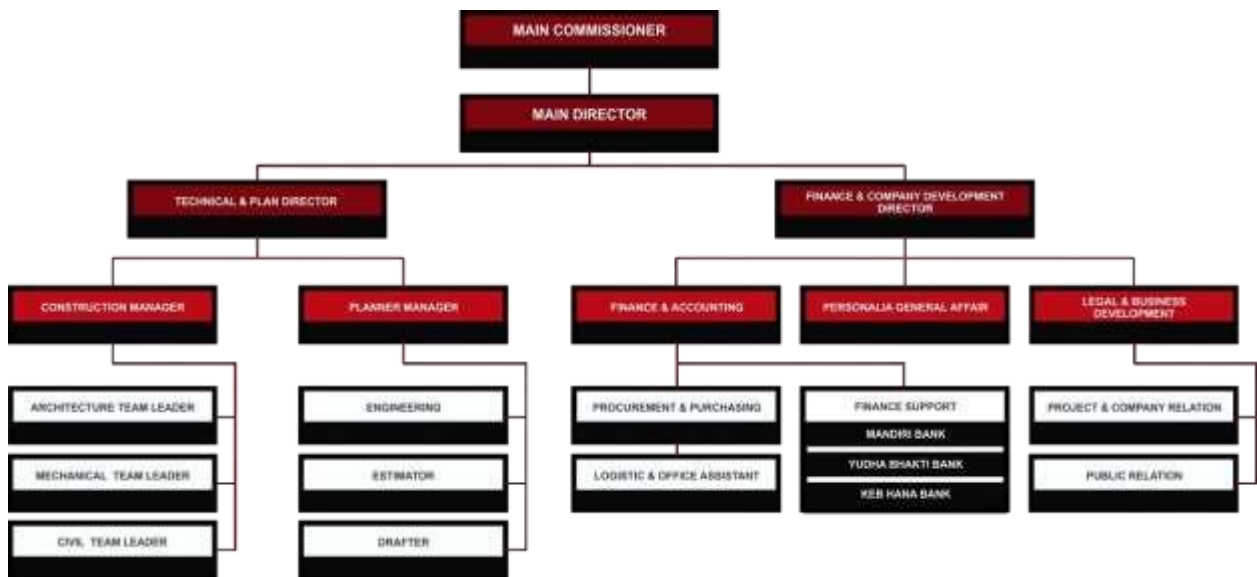 MAIN COMMISSIONER
MAIN DIRECTOR
TECHNICAL & PLAN DIRECTOR
FINANCE & COMPANY DEVELOPMENT
DIRECTOR
CONSTRUCTION MANAGER
PLANNER MANAGER
FINANCE & ACCOUNTING
PERSONALIA GENERAL AFFAIR
LEGAL & BUSINESS
DEVELOPMENT
ARCHITECTURE TEAM LEADER
ENGINEERING
PROCUREMENT & PURCHASING
FINANCE SUPPORT
PROJECT & COMPANY RELATION
MANDIRI BANK
MECHANICAL TEAM LEADER
ESTIMATOR
LOGISTIC & OFFICE ASSISTANT
YUDHA BHAKTI BANK
PUBLIC RELATION
KEB HANA BANK
CIVIL TEAM LEADER
DRAFTER